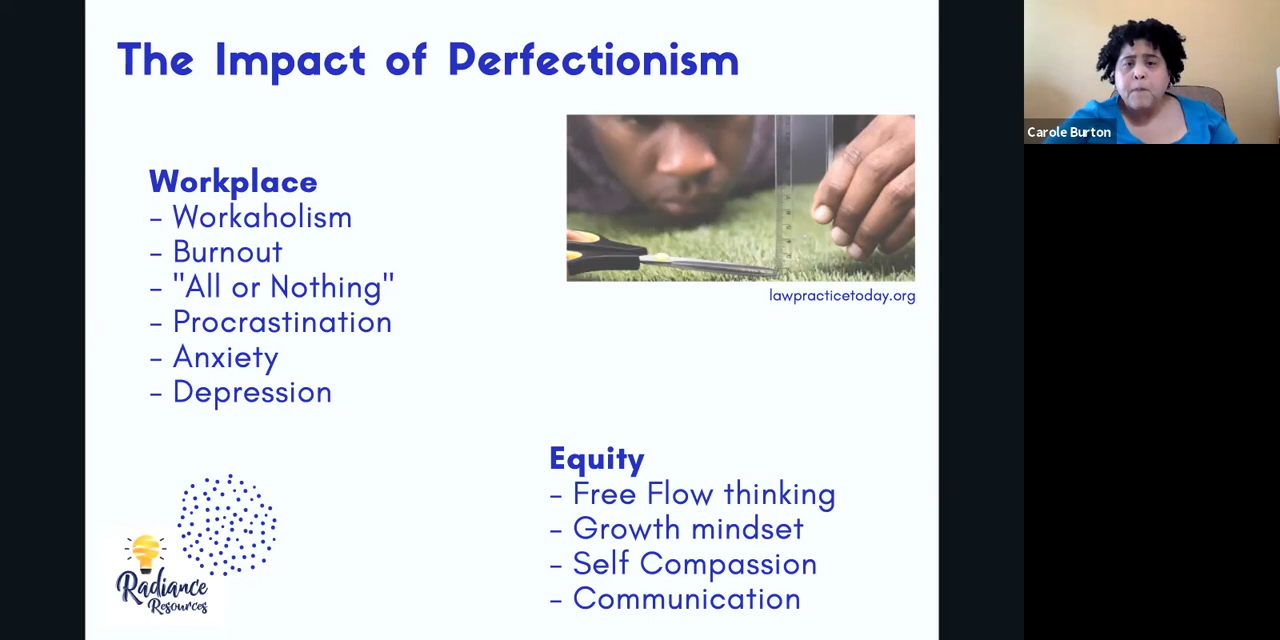 The Impact of Perfectionism
Carole Burton
Workplace
- Workaholism
- Burnout
- "All or Nothing"
- Procrastination
- Anxiety
- Depression
lawpracticetoday.org
Equity
- Free Flow thinking
- Growth mindset
- Self Compassion
- Communication
Radiance
Resources